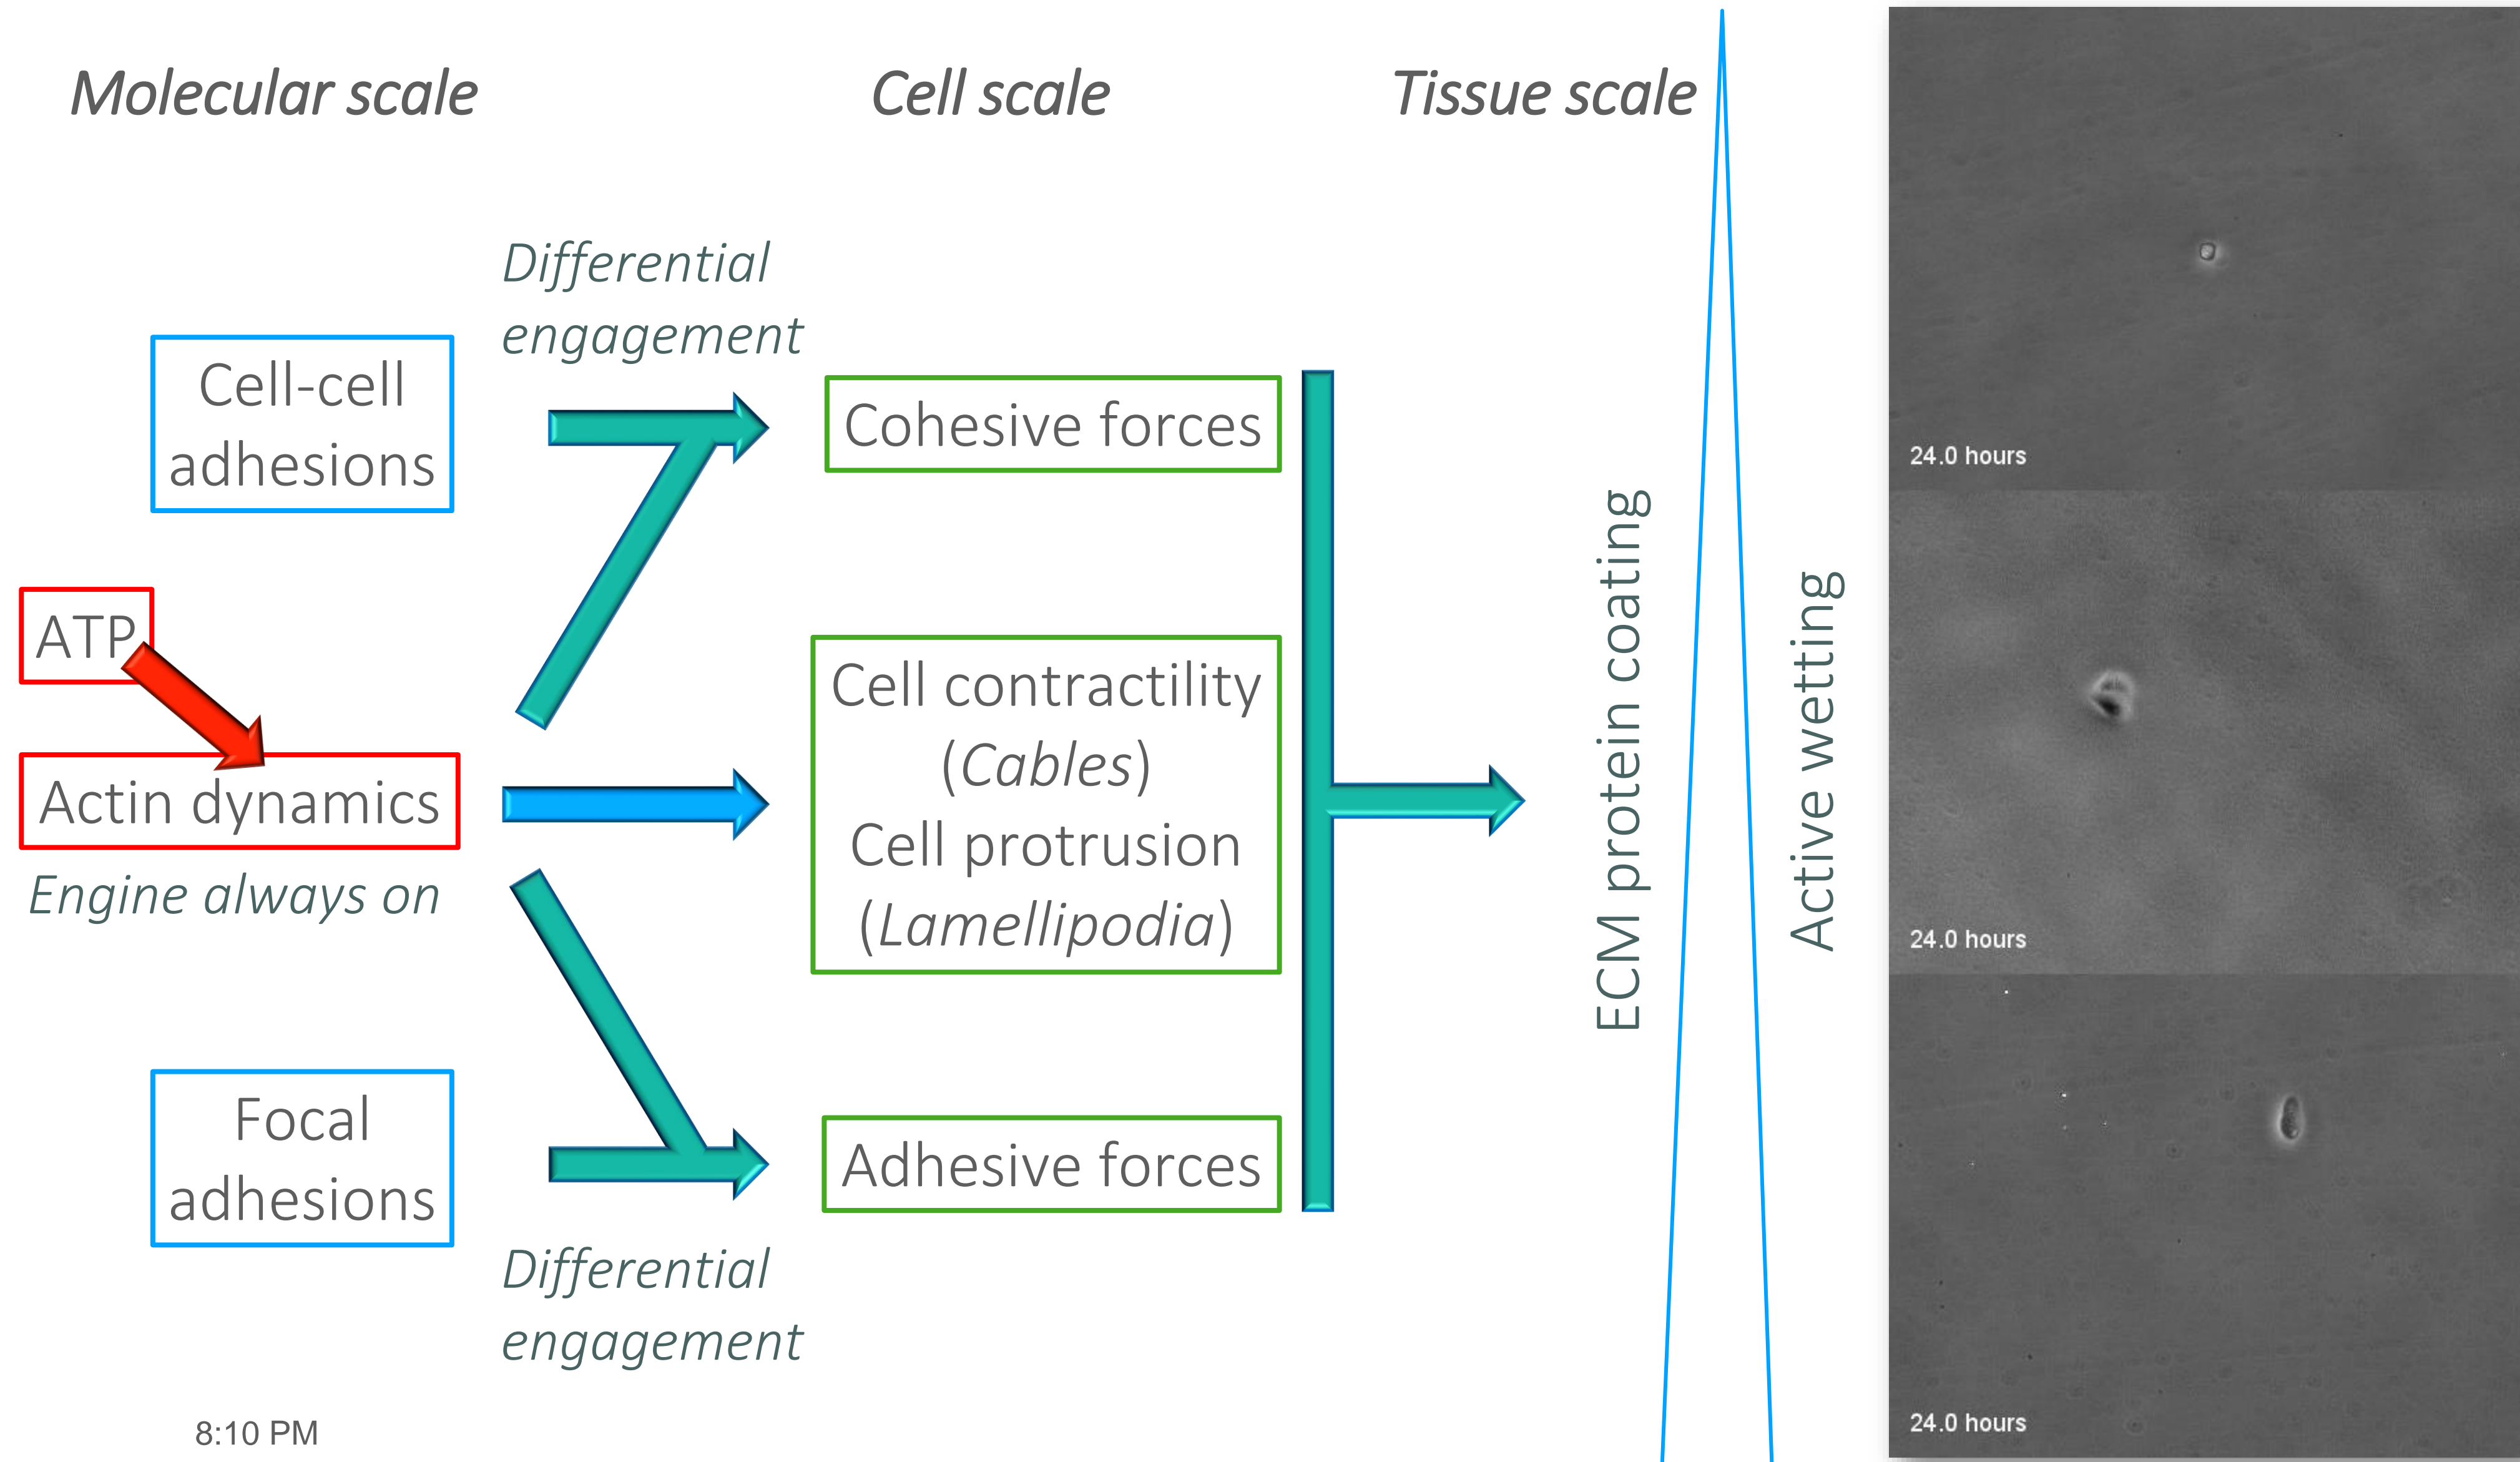 Molecular scale
Cell scale
Tissue scale
Differential
engagement
Cell-cell
adhesions
Cohesive forces
ATP
Actin dynamics
Engine always on
Cell contractility
(Cables)
Cell protrusion
(Lamellipodia)
Focal
adhesions
Adhesive forces
Differential
engagement
ECM protein coating
Active wetting
24.0 hours
24.0 hours
24.0 hours
8:10 PM